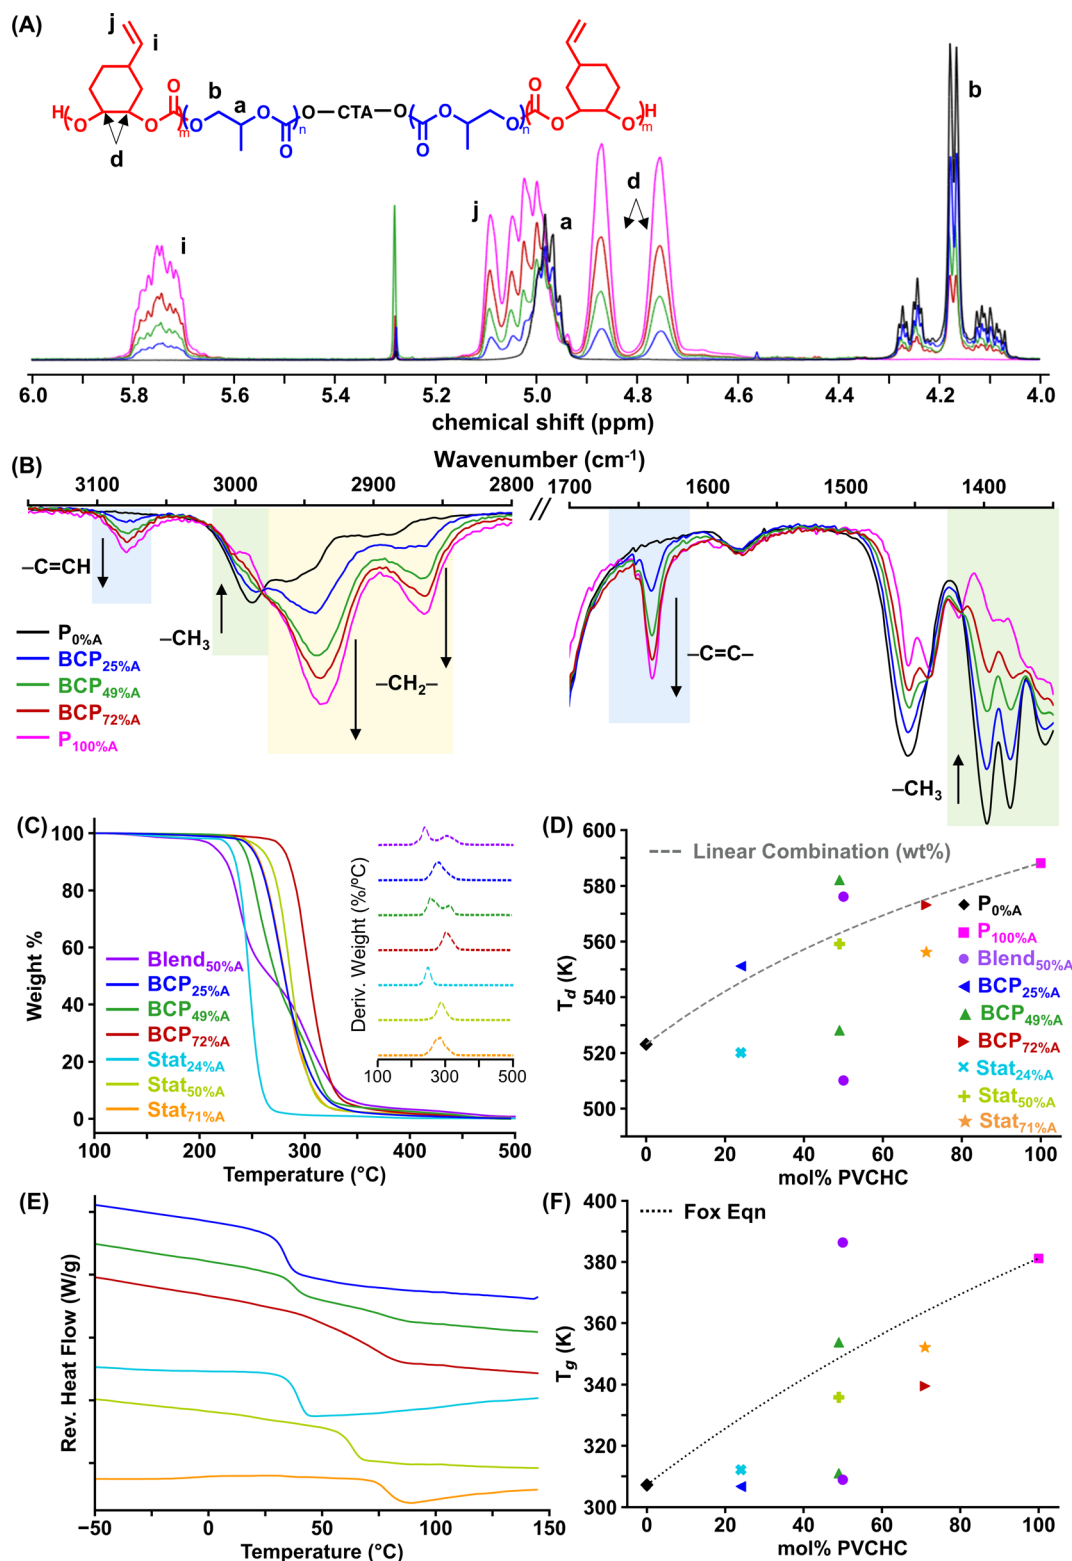 (A)
j
i
b
a
H
O
O
O
m
O
O
O
n
O
O–CTA–O
O
O
n
O
O
O
O
H
m
d
b
j
a
d
i
6.0 5.8 5.6 5.2 5.0 4.8 4.6 4.2 4.0
chemical shift (ppm)
(B)
Wavenumber (cm-1)
3100 3000 2900 2800 // 1700 1600 1500 1400
–C=CH
–CH3
–CH2–
–C=C–
–CH3
P0%A
BCP25%A
BCP49%A
BCP72%A
P100%A
(C)
Weight %
100
80
60
40
20
0
Blend50%A
BCP25%A
BCP49%A
BCP72%A
Stat24%A
Stat50%A
Stat71%A
Deriv. Weight (%/ºC)
100 300 500
100 200 300 400 500
Temperature (°C)
(D)
Td (K)
600
580
560
540
520
500
Linear Combination (wt%)
P0%A
P100%A
Blend50%A
BCP25%A
BCP49%A
BCP72%A
Stat24%A
Stat50%A
Stat71%A
0 20 40 60 80 100
mol% PVCHC
(E)
Rev. Heat Flow (W/g)
−50 0 50 100 150
Temperature (°C)
(F)
Tg (K)
400
380
360
340
320
300
Fox Eqn
0 20 40 60 80 100
mol% PVCHC